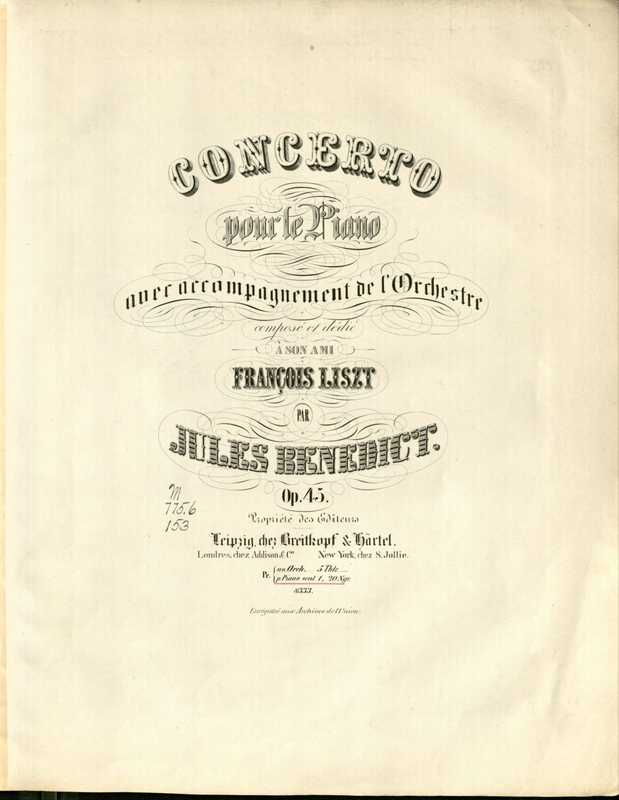 CONCERTO
pour le Piano
avec accompagnement de l'Orchestre
composé et dédié
À SON AMI
FRANÇOIS LISZT
PAR
JULES BENEDICT.
Op. 45.
M
775.6
153
Propriété des Editeurs
Leipzig, chez Breitkopf & Härtel.
Londres, chez Addison & Co. New York, chez S. Jollie.
Pr. av. Orch. 5 Thlr. —
p. Piano seul 1 „ 20 Ngr.
8333.
Enregistré aux Archives de l'Union.